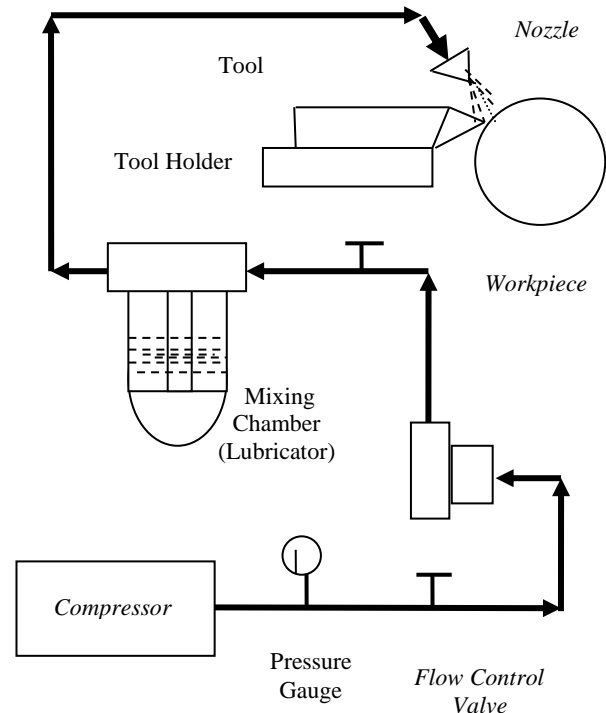 Nozzle
Tool
Tool Holder
Workpiece
Mixing
Chamber
(Lubricator)
Compressor
Pressure
Gauge
Flow Control
Valve